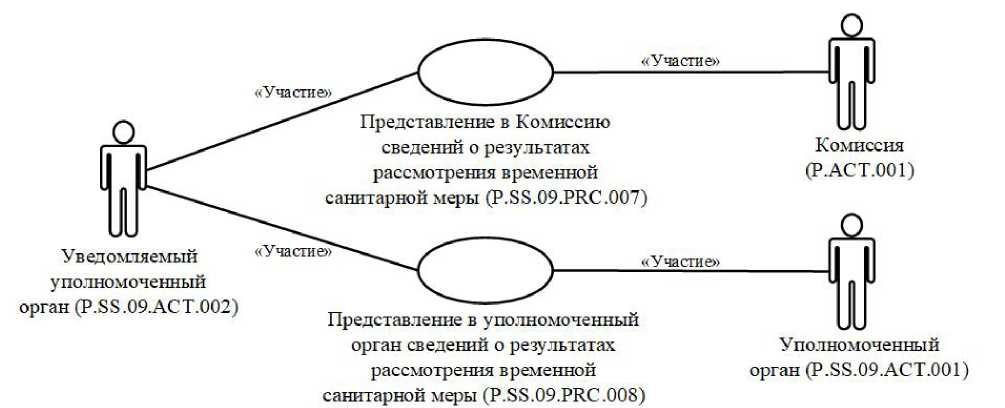 «Участие»
«Участие»
Представление в Комиссию
сведений о результатах
рассмотрения временной
санитарной меры (P.SS.09.PRC.007)
Комиссия
(P.ACT.001)
Уведомляемый
уполномоченный
орган (P.SS.09.ACT.002)
«Участие»
«Участие»
Представление в уполномоченный
орган сведений о результатах
рассмотрения временной
санитарной меры (P.SS.09.PRC.008)
Уполномоченный
орган (P.SS.09.ACT.001)